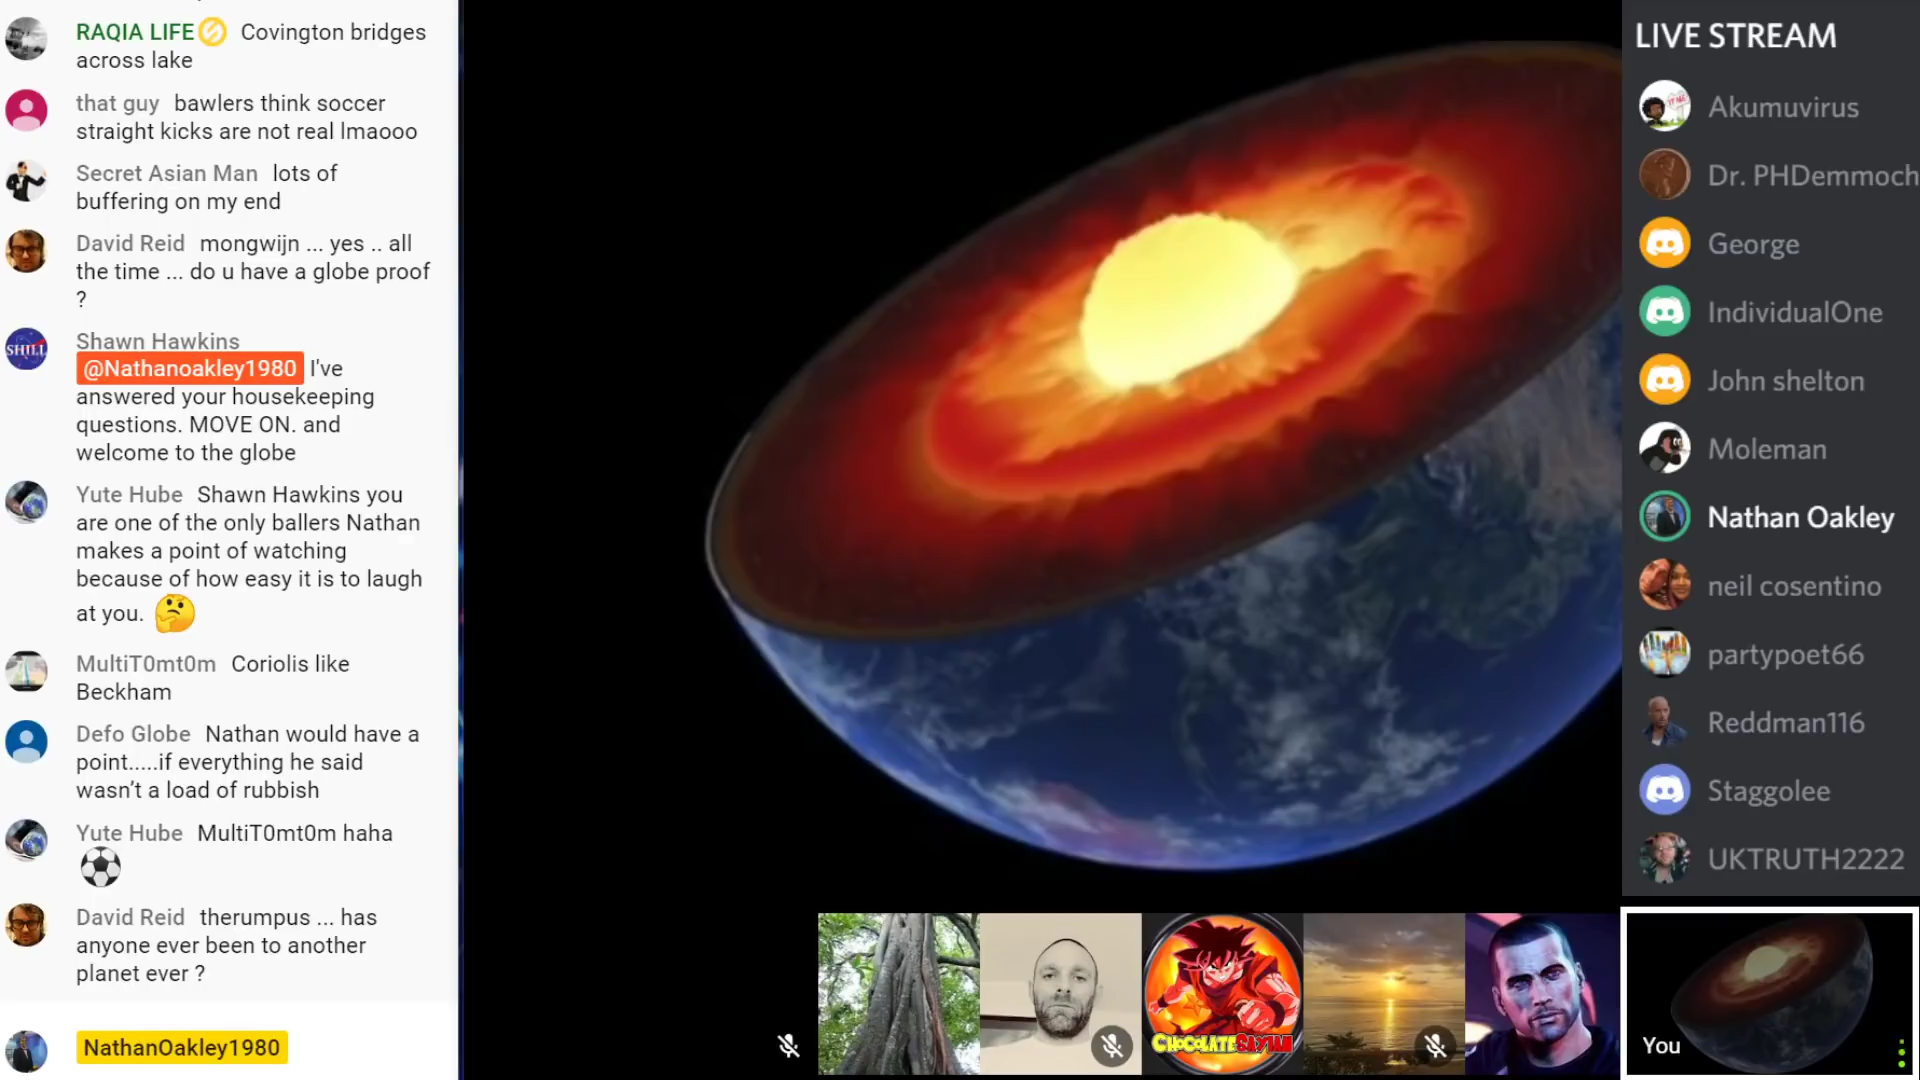 RAQIA LIFE Covington bridges
across lake
that guy bawlers think soccer
straight kicks are not real lmaooo
Secret Asian Man lots of
buffering on my end
David Reid mongwijn ... yes .. all
the time ... do u have a globe proof
?
SHILL
Shawn Hawkins
@Nathanoakley1980 I've
answered your housekeeping
questions. MOVE ON. and
welcome to the globe
Yute Hube Shawn Hawkins you
are one of the only ballers Nathan
makes a point of watching
because of how easy it is to laugh
at you.
MultiT0mt0m Coriolis like
Beckham
Defo Globe Nathan would have a
point.....if everything he said
wasn’t a load of rubbish
Yute Hube MultiT0mt0m haha
David Reid therumpus ... has
anyone ever been to another
planet ever ?
NathanOakley1980
LIVE STREAM
Akumuvirus
Dr. PHDemmoch
George
IndividualOne
John shelton
Moleman
Nathan Oakley
neil cosentino
partypoet66
Reddman116
Staggolee
UKTRUTH2222
CHOCOLATE SAYIAN
You